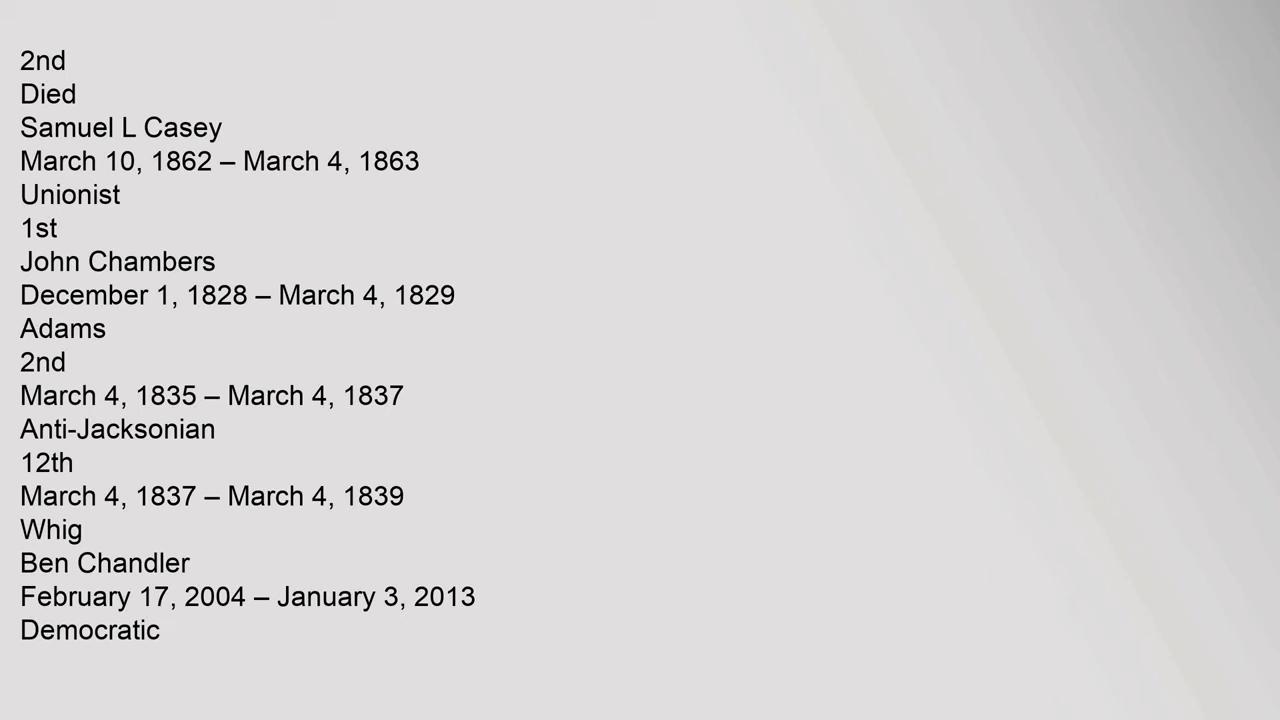 2nd
Died
Samuel L Casey
March 10, 1862 – March 4, 1863
Unionist
1st
John Chambers
December 1, 1828 – March 4, 1829
Adams
2nd
March 4, 1835 – March 4, 1837
Anti-Jacksonian
12th
March 4, 1837 – March 4, 1839
Whig
Ben Chandler
February 17, 2004 – January 3, 2013
Democratic